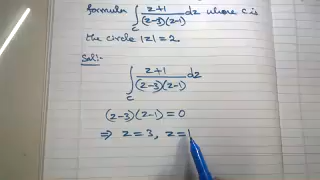 formula ∫_C (z+1)/((z-3)(z-1)) dz where c is
the circle |z|=2.
Sol:-
∫_C (z+1)/((z-3)(z-1)) dz
(z-3)(z-1)=0
⇒ z=3, z=1